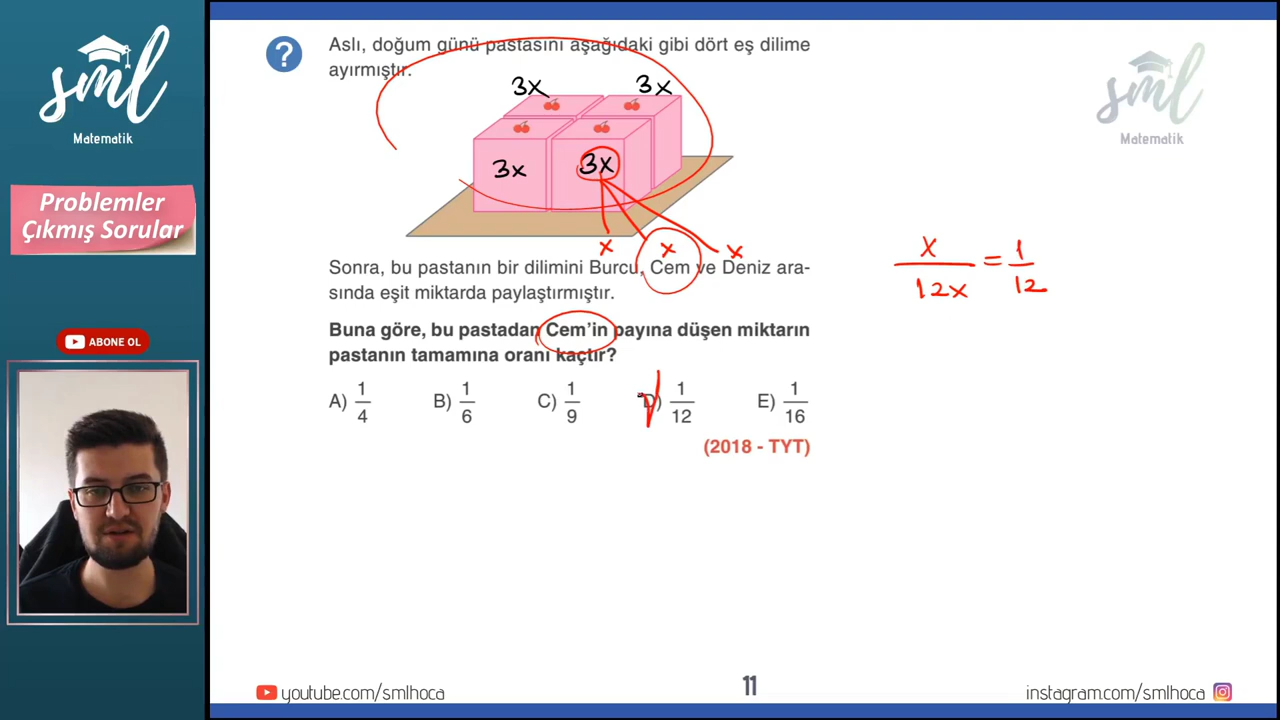 sml
Matematik
Problemler
Çıkmış Sorular
ABONE OL
?
Aslı, doğum günü pastasını aşağıdaki gibi dört eş dilime
ayırmıştır.
3x 3x
3x 3x
x x x
Sonra, bu pastanın bir dilimini Burcu, Cem ve Deniz ara-
sında eşit miktarda paylaştırmıştır.
Buna göre, bu pastadan Cem'in payına düşen miktarın
pastanın tamamına oranı kaçtır?
A) 1/4 B) 1/6 C) 1/9 D) 1/12 E) 1/16
(2018 - TYT)
sml
Matematik
x/12x = 1/12
youtube.com/smlhoca
11
instagram.com/smlhoca